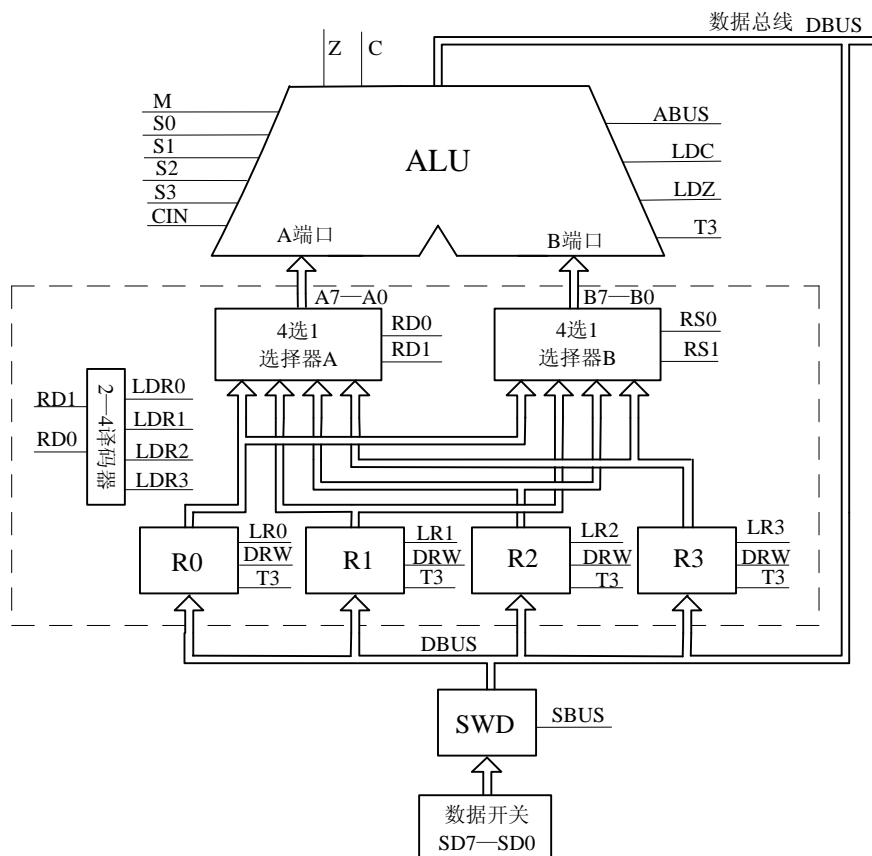 数据总线 DBUS
Z
C
M
S0
S1
S2
S3
CIN
ALU
ABUS
LDC
LDZ
T3
A端口
B端口
A7—A0
B7—B0
4选1
选择器A
RD0
RD1
4选1
选择器B
RS0
RS1
RD1
RD0
2—4译码器
LDR0
LDR1
LDR2
LDR3
R0
LR0
DRW
T3
R1
LR1
DRW
T3
R2
LR2
DRW
T3
R3
LR3
DRW
T3
DBUS
SWD
SBUS
数据开关
SD7—SD0